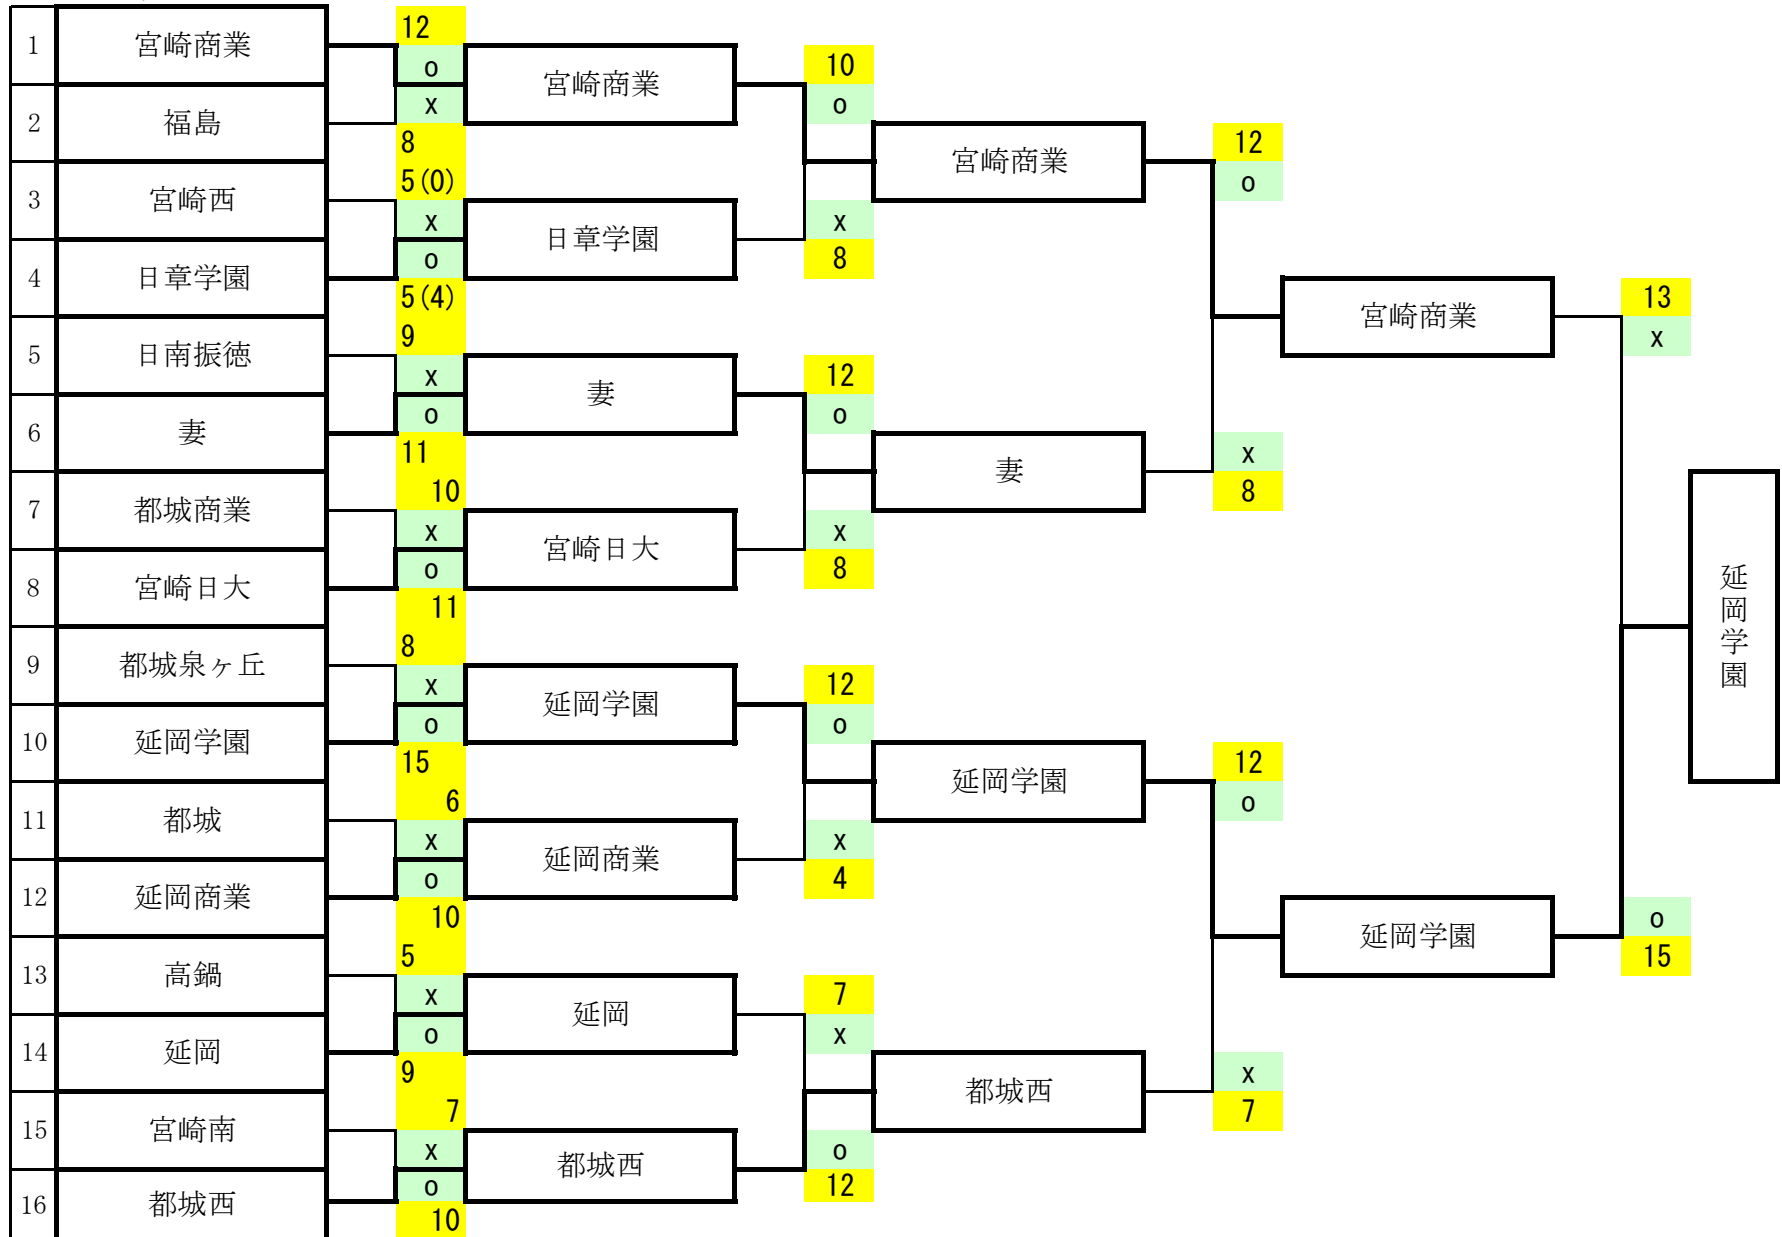 1 宮崎商業 12
o 宮崎商業 10
x o
2 福島 8
宮崎商業 12
5(0) o
3 宮崎西
x 日章学園 x
o 8
4 日章学園 5(4)
宮崎商業 13
9 x
5 日南振徳
x 妻 12
o o
6 妻 11
妻 x
10 8
7 都城商業
x 宮崎日大 x
o 8
8 宮崎日大 11
延岡学園
8
9 都城泉ヶ丘
x 延岡学園 12
o o
10 延岡学園 15
延岡学園 12
6 o
11 都城
x 延岡商業 x
o 4
12 延岡商業 10
延岡学園 o
5 15
13 高鍋
x 延岡 7
o x
14 延岡 9
都城西 x
7 7
15 宮崎南
x 都城西 o
o 12
16 都城西 10